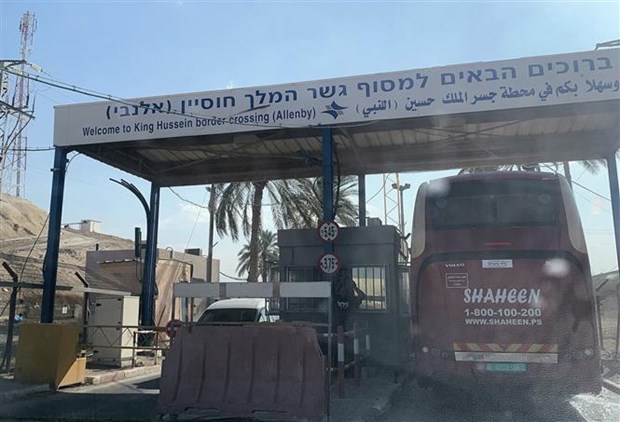 ברוכים הבאים למסוף גשר המלך חוסיין (אלנבי)
وسهلا بكم في محطة جسر الملك حسين (اللنبي)
Welcome to King Hussein border crossing (Allenby)
VOLVO
SHAHEEN
1-800-100-200
WWW.SHAHEEN.PS